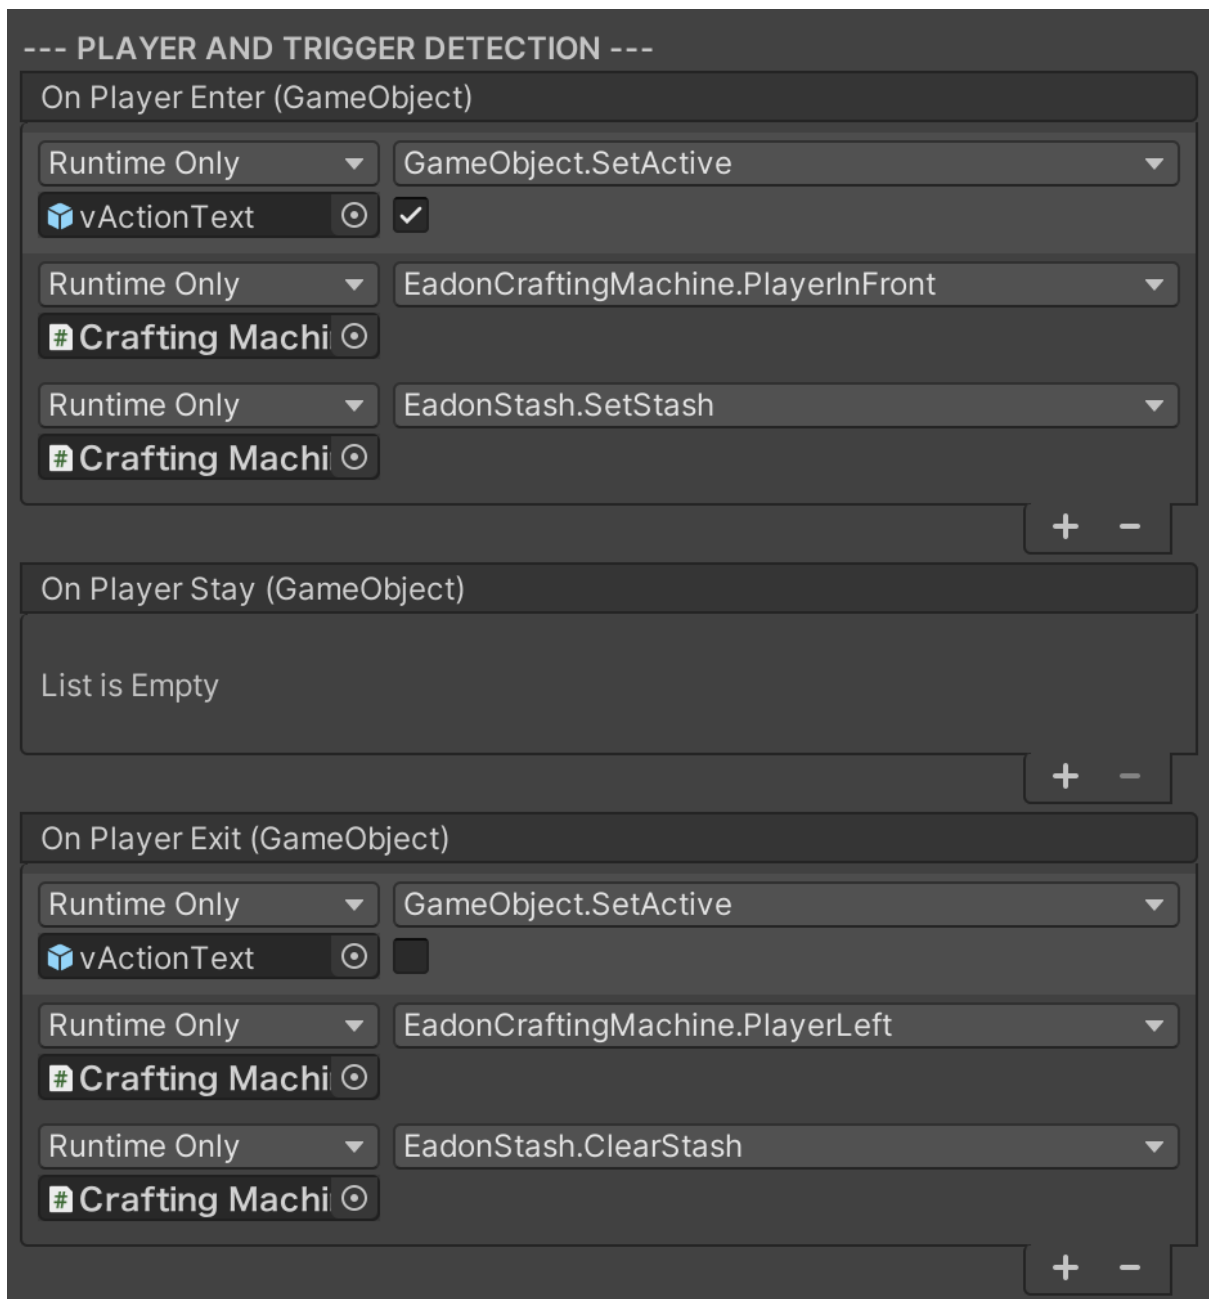 --- PLAYER AND TRIGGER DETECTION ---
On Player Enter (GameObject)
Runtime Only GameObject.SetActive
vActionText
Runtime Only EadonCraftingMachine.PlayerInFront
# Crafting Machi
Runtime Only EadonStash.SetStash
# Crafting Machi
+ -
On Player Stay (GameObject)
List is Empty
+ -
On Player Exit (GameObject)
Runtime Only GameObject.SetActive
vActionText
Runtime Only EadonCraftingMachine.PlayerLeft
# Crafting Machi
Runtime Only EadonStash.ClearStash
# Crafting Machi
+ -